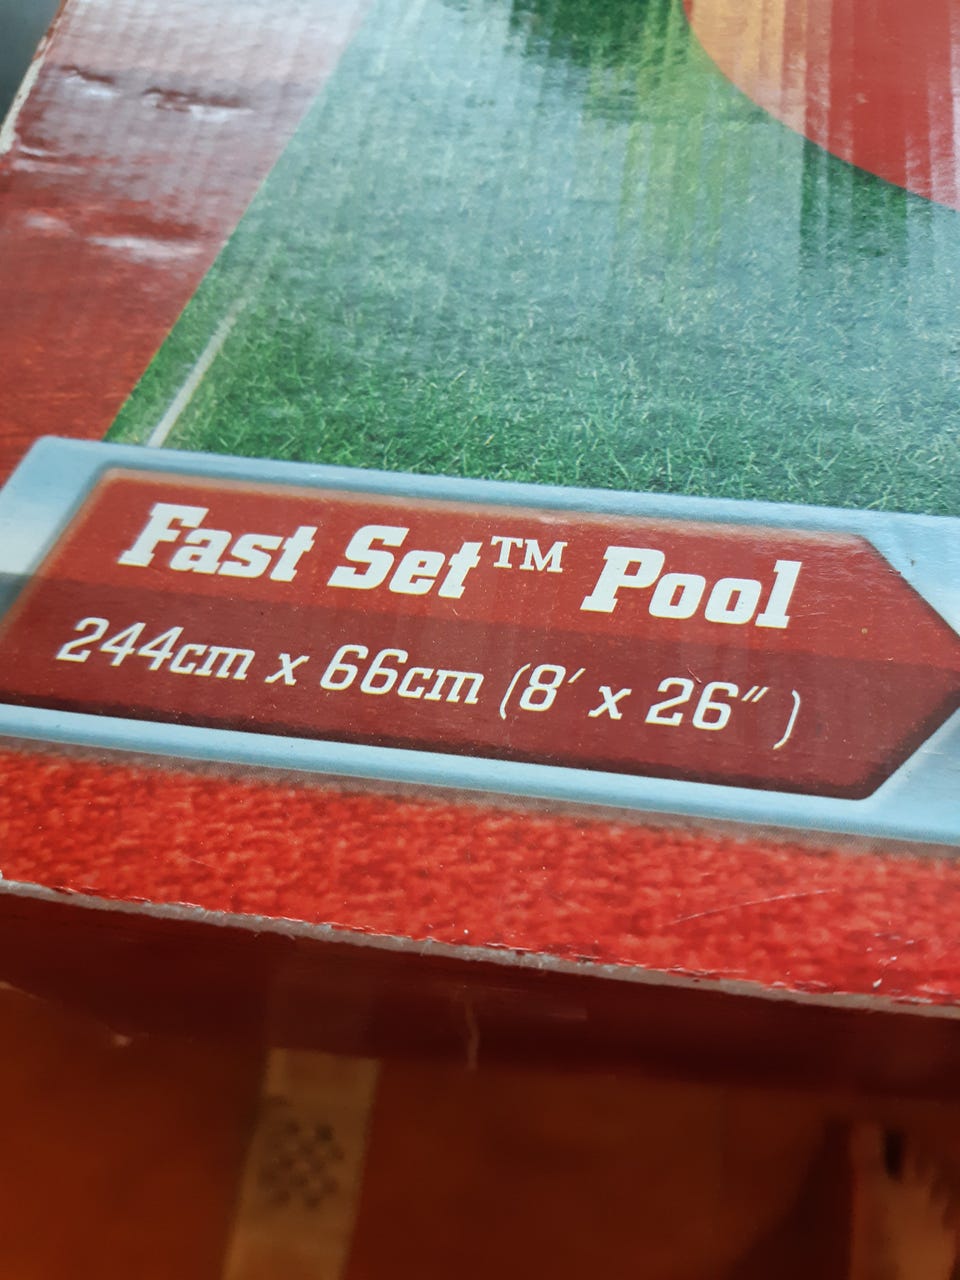 Fast Set™ Pool
244cm x 66cm (8' x 26" )